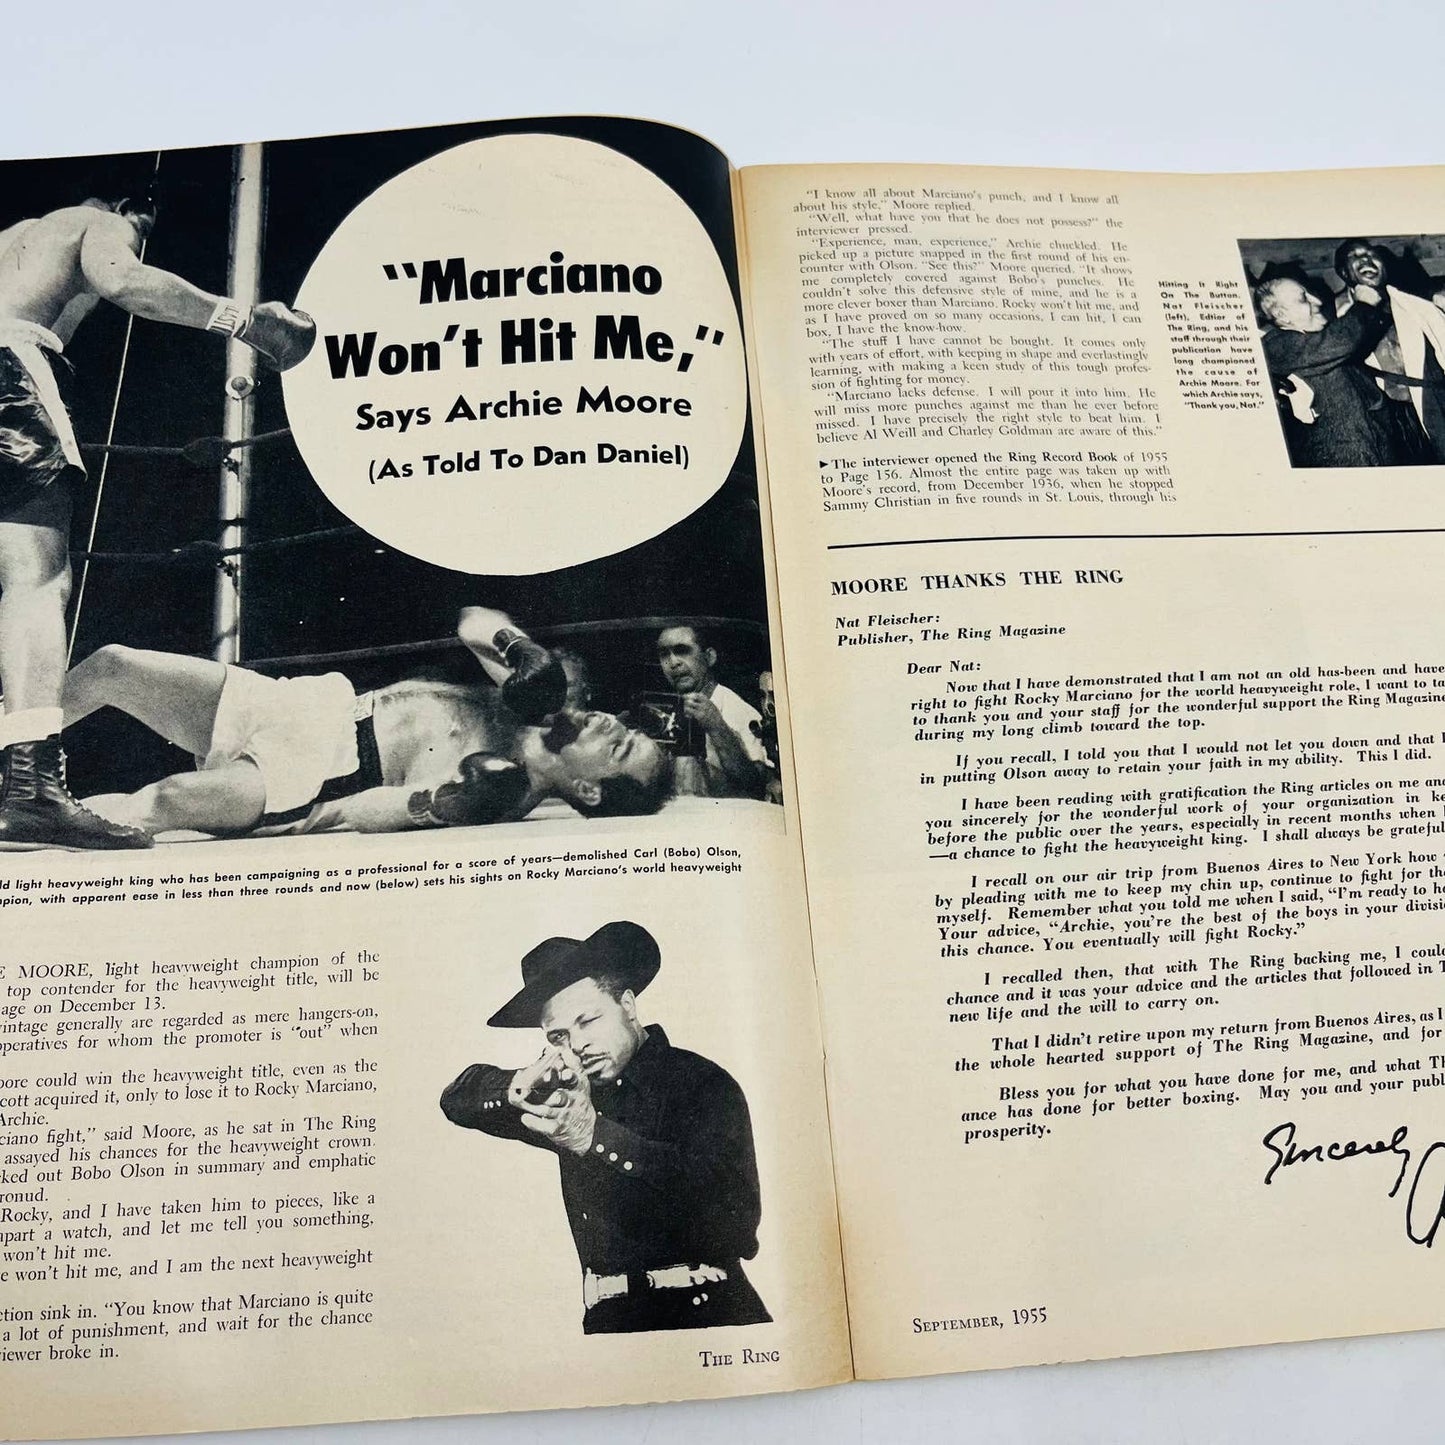 "Marciano
Won't Hit Me,"
Says Archie Moore
(As Told To Dan Daniel)
ld light heavyweight king who has been campaigning as a professional for a score of years—demolished Carl (Bobo) Olson,
pion, with apparent ease in less than three rounds and now (below) sets his sights on Rocky Marciano's world heavyweight
E MOORE, light heavyweight champion of the
top contender for the heavyweight title, will be
age on December 13.
vintage generally are regarded as mere hangers-on,
operatives for whom the promoter is "out" when
oore could win the heavyweight title, even as the
cott acquired it, only to lose it to Rocky Marciano,
Archie.
ciano fight," said Moore, as he sat in The Ring
assayed his chances for the heavyweight crown.
ked out Bobo Olson in summary and emphatic
ronud.
Rocky, and I have taken him to pieces, like a
apart a watch, and let me tell you something,
won't hit me.
e won't hit me, and I am the next heavyweight
ction sink in. "You know that Marciano is quite
a lot of punishment, and wait for the chance
iewer broke in.
The Ring
"I know all about Marciano's punch, and I know all
about his style," Moore replied.
"Well, what have you that he does not possess?" the
interviewer pressed.
"Experience, man, experience," Archie chuckled. He
picked up a picture snapped in the first round of his en-
counter with Olson. "See this?" Moore queried. "It shows
me completely covered against Bobo's punches. He
couldn't solve this defensive style of mine, and he is a
more clever boxer than Marciano. Rocky won't hit me, and
as I have proved on so many occasions, I can hit, I can
box, I have the know-how.
"The stuff I have cannot be bought. It comes only
with years of effort, with keeping in shape and everlastingly
learning, with making a keen study of this tough profes-
sion of fighting for money.
"Marciano lacks defense. I will pour it into him. He
will miss more punches against me than he ever before
missed. I have precisely the right style to beat him. I
believe Al Weill and Charley Goldman are aware of this."
►The interviewer opened the Ring Record Book of 1955
to Page 156. Almost the entire page was taken up with
Moore's record, from December 1936, when he stopped
Sammy Christian in five rounds in St. Louis, through his
Hitting It Right
On The Button.
Nat Fleischer
(left), Edtior of
The Ring, and his
staff through their
publication have
long championed
the cause of
Archie Moore. For
which Archie says,
"Thank you, Nat."
MOORE THANKS THE RING
Nat Fleischer:
Publisher, The Ring Magazine
Dear Nat:
Now that I have demonstrated that I am not an old has-been and have
right to fight Rocky Marciano for the world heavyweight role, I want to ta
to thank you and your staff for the wonderful support the Ring Magazine
during my long climb toward the top.
If you recall, I told you that I would not let you down and that I
in putting Olson away to retain your faith in my ability. This I did.
I have been reading with gratification the Ring articles on me and
you sincerely for the wonderful work of your organization in ke
before the public over the years, especially in recent months when I
—a chance to fight the heavyweight king. I shall always be grateful
I recall on our air trip from Buenos Aires to New York how
by pleading with me to keep my chin up, continue to fight for the
myself. Remember what you told me when I said, "I'm ready to ha
Your advice, "Archie, you're the best of the boys in your divisi
this chance. You eventually will fight Rocky."
I recalled then, that with The Ring backing me, I could
chance and it was your advice and the articles that followed in T
new life and the will to carry on.
That I didn't retire upon my return from Buenos Aires, as I
the whole hearted support of The Ring Magazine, and for
Bless you for what you have done for me, and what Th
ance has done for better boxing. May you and your publ
prosperity.
Sincerely
September, 1955